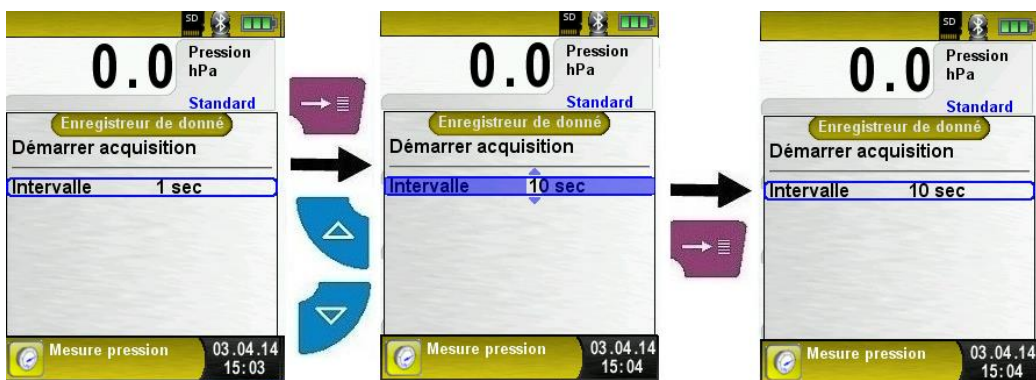 SD
0.0
Pression
hPa
Standard
Enregistreur de donné
Démarrer acquisition
Intervalle 1 sec
Mesure pression
03.04.14
15:03
SD
0.0
Pression
hPa
Standard
Enregistreur de donné
Démarrer acquisition
Intervalle 10 sec
Mesure pression
03.04.14
15:04
SD
0.0
Pression
hPa
Standard
Enregistreur de donné
Démarrer acquisition
Intervalle 10 sec
Mesure pression
03.04.14
15:04